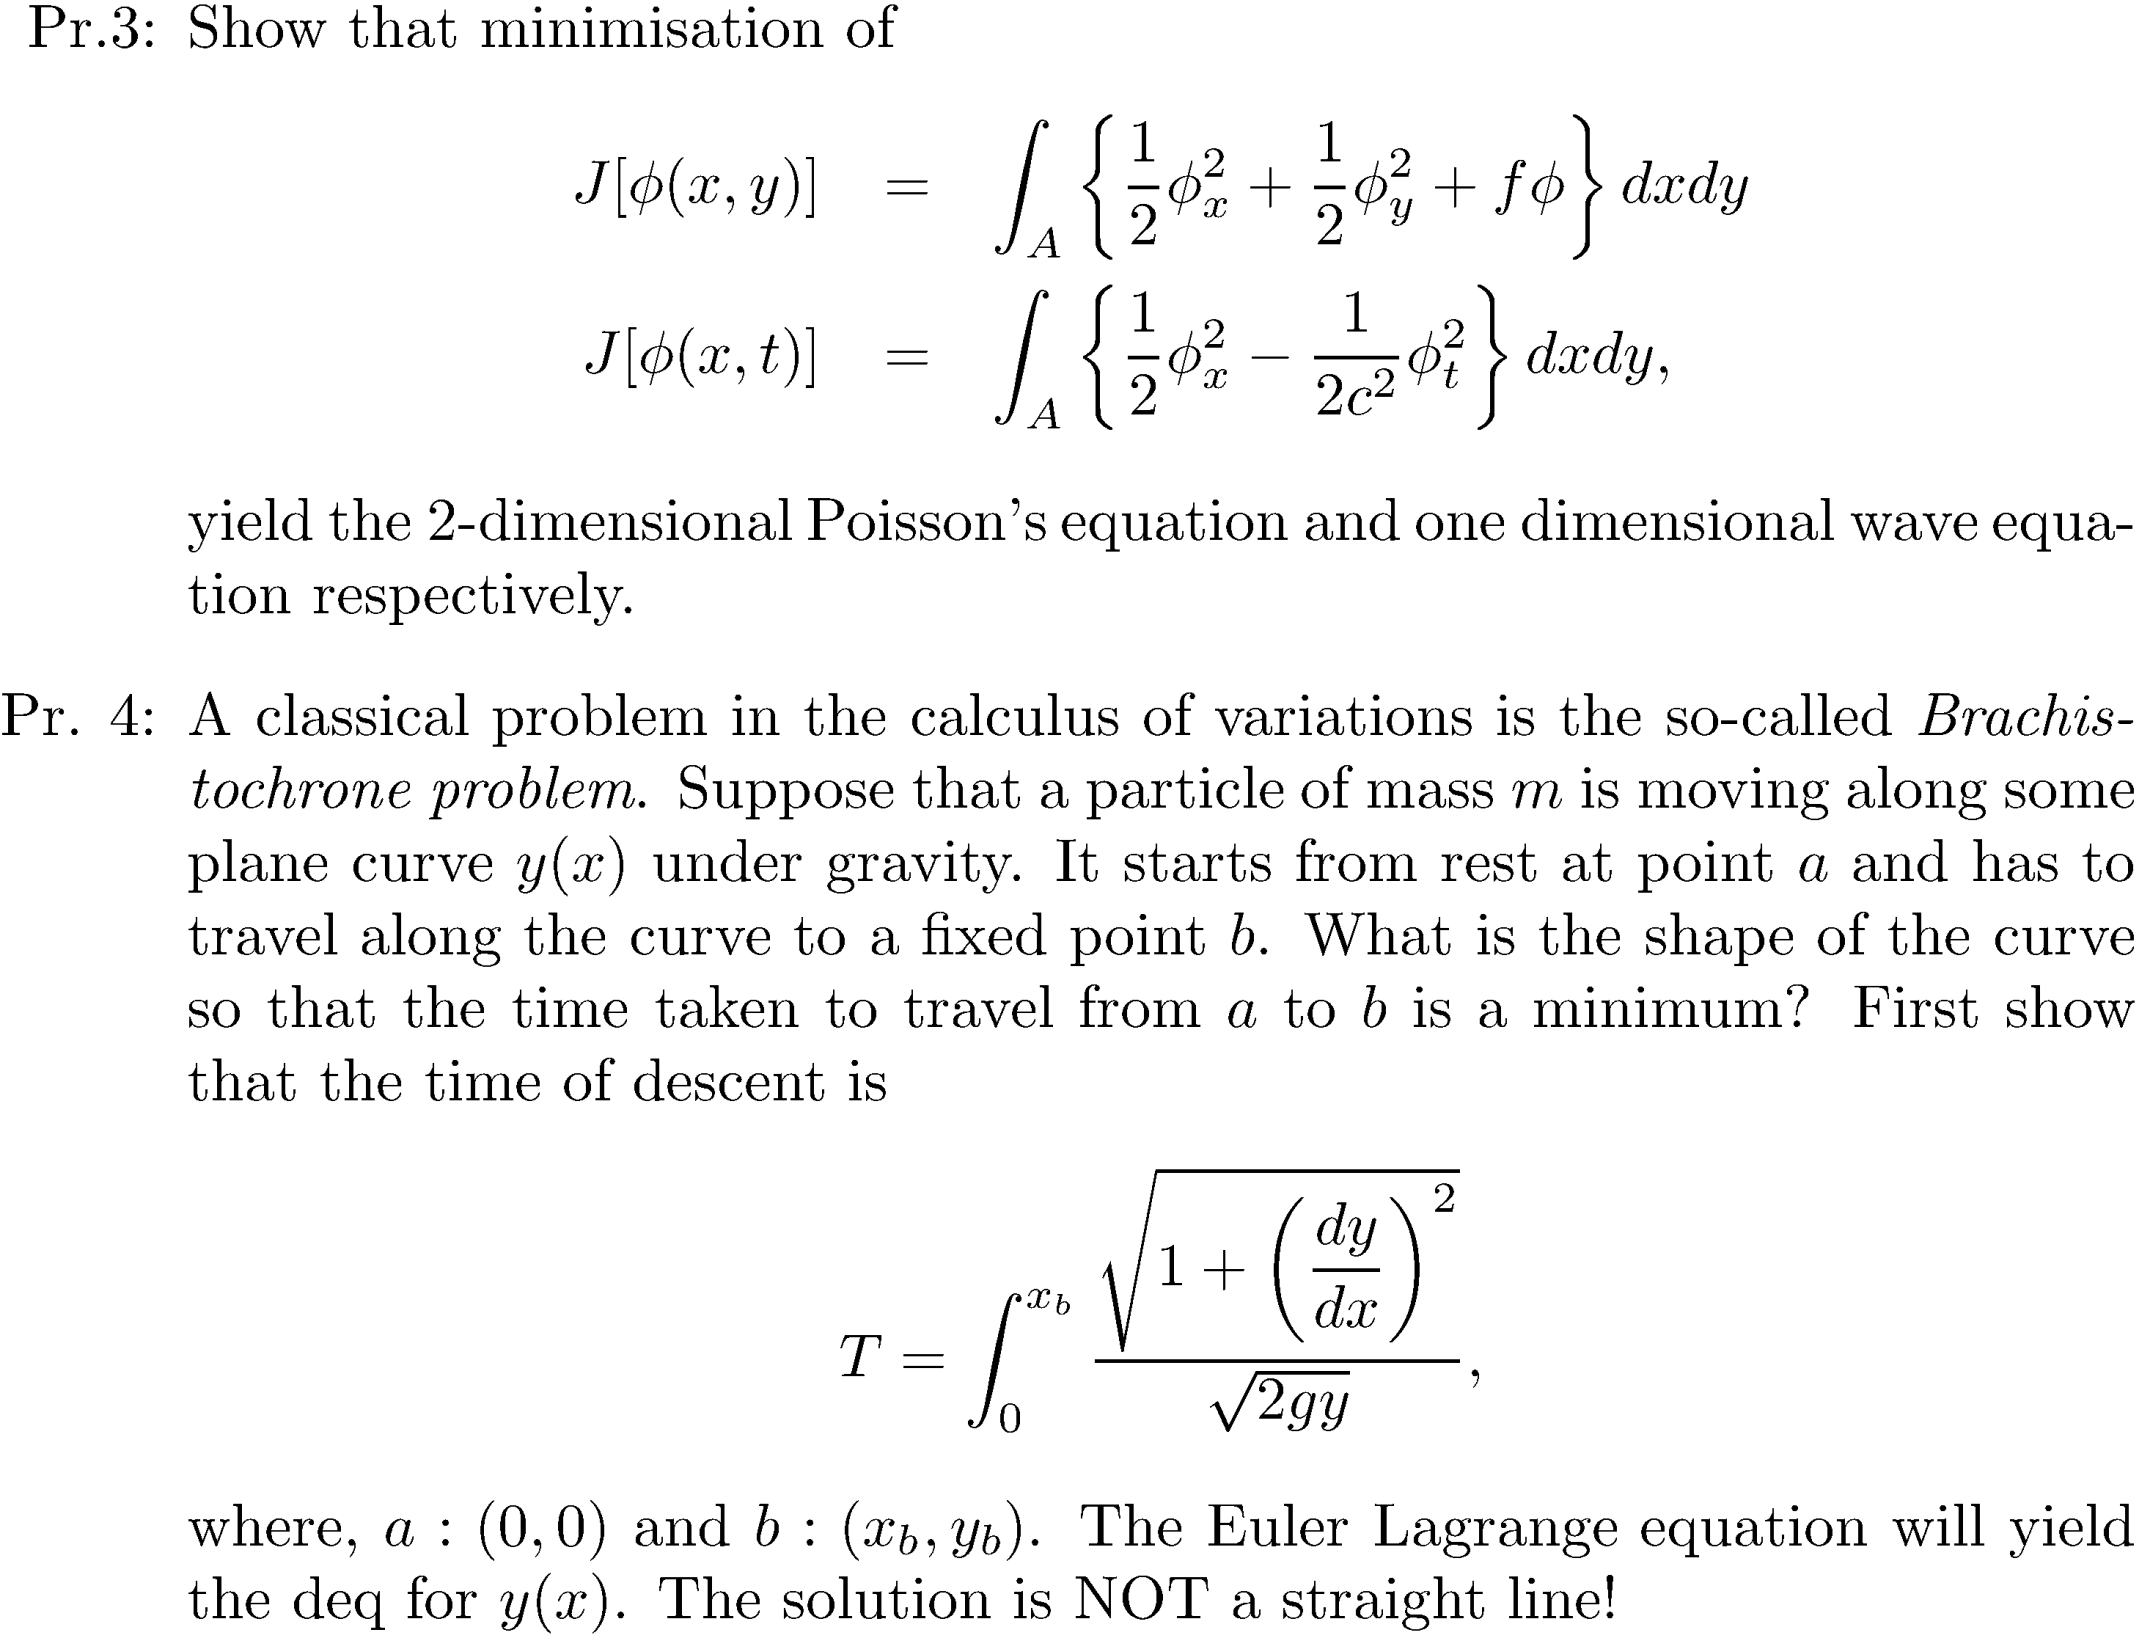 Pr.3: Show that minimisation of
J[ϕ(x, y)] = ∫_A {1/2 ϕ_x^2 + 1/2 ϕ_y^2 + fϕ} dxdy
J[ϕ(x, t)] = ∫_A {1/2 ϕ_x^2 − 1/(2c^2) ϕ_t^2} dxdy,
yield the 2-dimensional Poisson's equation and one dimensional wave equa-
tion respectively.
Pr. 4: A classical problem in the calculus of variations is the so-called Brachis-
tochrone problem. Suppose that a particle of mass m is moving along some
plane curve y(x) under gravity. It starts from rest at point a and has to
travel along the curve to a fixed point b. What is the shape of the curve
so that the time taken to travel from a to b is a minimum? First show
that the time of descent is
T = ∫_0^{x_b} √(1 + (dy/dx)^2) / √(2gy),
where, a : (0, 0) and b : (x_b, y_b). The Euler Lagrange equation will yield
the deq for y(x). The solution is NOT a straight line!